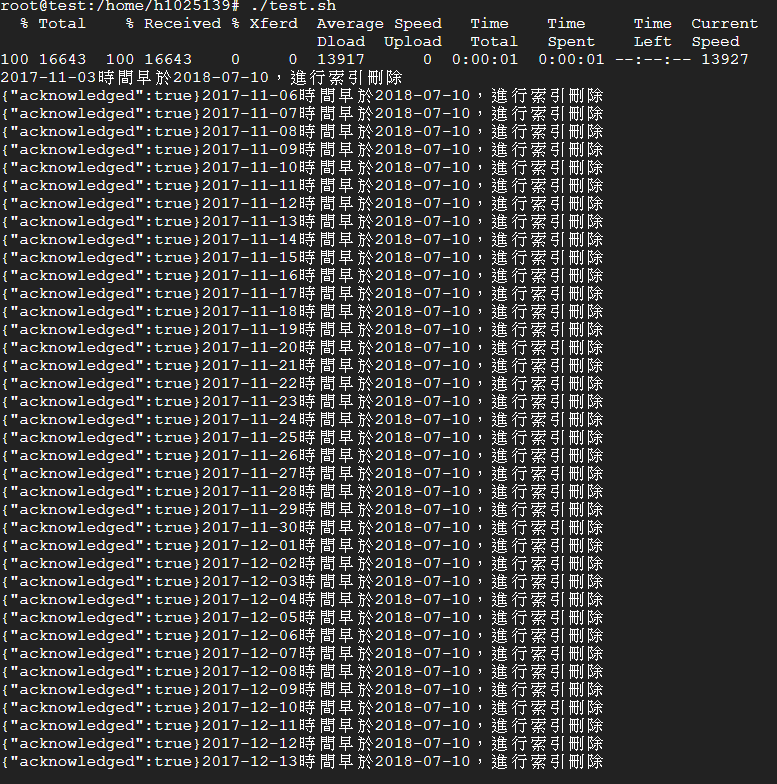 root@test:/home/h1025139# ./test.sh
  % Total    % Received % Xferd  Average Speed   Time    Time     Time  Current
                                 Dload  Upload   Total   Spent    Left  Speed
100 16643  100 16643    0     0  13917      0  0:00:01  0:00:01 --:--:-- 13927
2017-11-03時間早於2018-07-10，進行索引刪除
{"acknowledged":true}2017-11-06時間早於2018-07-10，進行索引刪除
{"acknowledged":true}2017-11-07時間早於2018-07-10，進行索引刪除
{"acknowledged":true}2017-11-08時間早於2018-07-10，進行索引刪除
{"acknowledged":true}2017-11-09時間早於2018-07-10，進行索引刪除
{"acknowledged":true}2017-11-10時間早於2018-07-10，進行索引刪除
{"acknowledged":true}2017-11-11時間早於2018-07-10，進行索引刪除
{"acknowledged":true}2017-11-12時間早於2018-07-10，進行索引刪除
{"acknowledged":true}2017-11-13時間早於2018-07-10，進行索引刪除
{"acknowledged":true}2017-11-14時間早於2018-07-10，進行索引刪除
{"acknowledged":true}2017-11-15時間早於2018-07-10，進行索引刪除
{"acknowledged":true}2017-11-16時間早於2018-07-10，進行索引刪除
{"acknowledged":true}2017-11-17時間早於2018-07-10，進行索引刪除
{"acknowledged":true}2017-11-18時間早於2018-07-10，進行索引刪除
{"acknowledged":true}2017-11-19時間早於2018-07-10，進行索引刪除
{"acknowledged":true}2017-11-20時間早於2018-07-10，進行索引刪除
{"acknowledged":true}2017-11-21時間早於2018-07-10，進行索引刪除
{"acknowledged":true}2017-11-22時間早於2018-07-10，進行索引刪除
{"acknowledged":true}2017-11-23時間早於2018-07-10，進行索引刪除
{"acknowledged":true}2017-11-24時間早於2018-07-10，進行索引刪除
{"acknowledged":true}2017-11-25時間早於2018-07-10，進行索引刪除
{"acknowledged":true}2017-11-26時間早於2018-07-10，進行索引刪除
{"acknowledged":true}2017-11-27時間早於2018-07-10，進行索引刪除
{"acknowledged":true}2017-11-28時間早於2018-07-10，進行索引刪除
{"acknowledged":true}2017-11-29時間早於2018-07-10，進行索引刪除
{"acknowledged":true}2017-11-30時間早於2018-07-10，進行索引刪除
{"acknowledged":true}2017-12-01時間早於2018-07-10，進行索引刪除
{"acknowledged":true}2017-12-02時間早於2018-07-10，進行索引刪除
{"acknowledged":true}2017-12-03時間早於2018-07-10，進行索引刪除
{"acknowledged":true}2017-12-04時間早於2018-07-10，進行索引刪除
{"acknowledged":true}2017-12-05時間早於2018-07-10，進行索引刪除
{"acknowledged":true}2017-12-06時間早於2018-07-10，進行索引刪除
{"acknowledged":true}2017-12-07時間早於2018-07-10，進行索引刪除
{"acknowledged":true}2017-12-08時間早於2018-07-10，進行索引刪除
{"acknowledged":true}2017-12-09時間早於2018-07-10，進行索引刪除
{"acknowledged":true}2017-12-10時間早於2018-07-10，進行索引刪除
{"acknowledged":true}2017-12-11時間早於2018-07-10，進行索引刪除
{"acknowledged":true}2017-12-12時間早於2018-07-10，進行索引刪除
{"acknowledged":true}2017-12-13時間早於2018-07-10，進行索引刪除